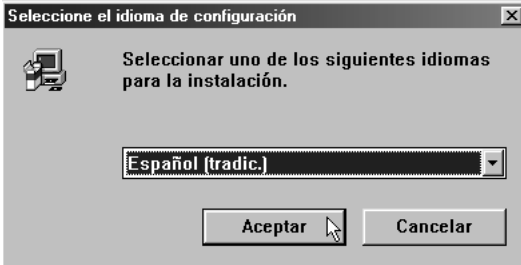 Seleccione el idioma de configuración
Seleccionar uno de los siguientes idiomas
para la instalación.
Español (tradic.)
Aceptar
Cancelar